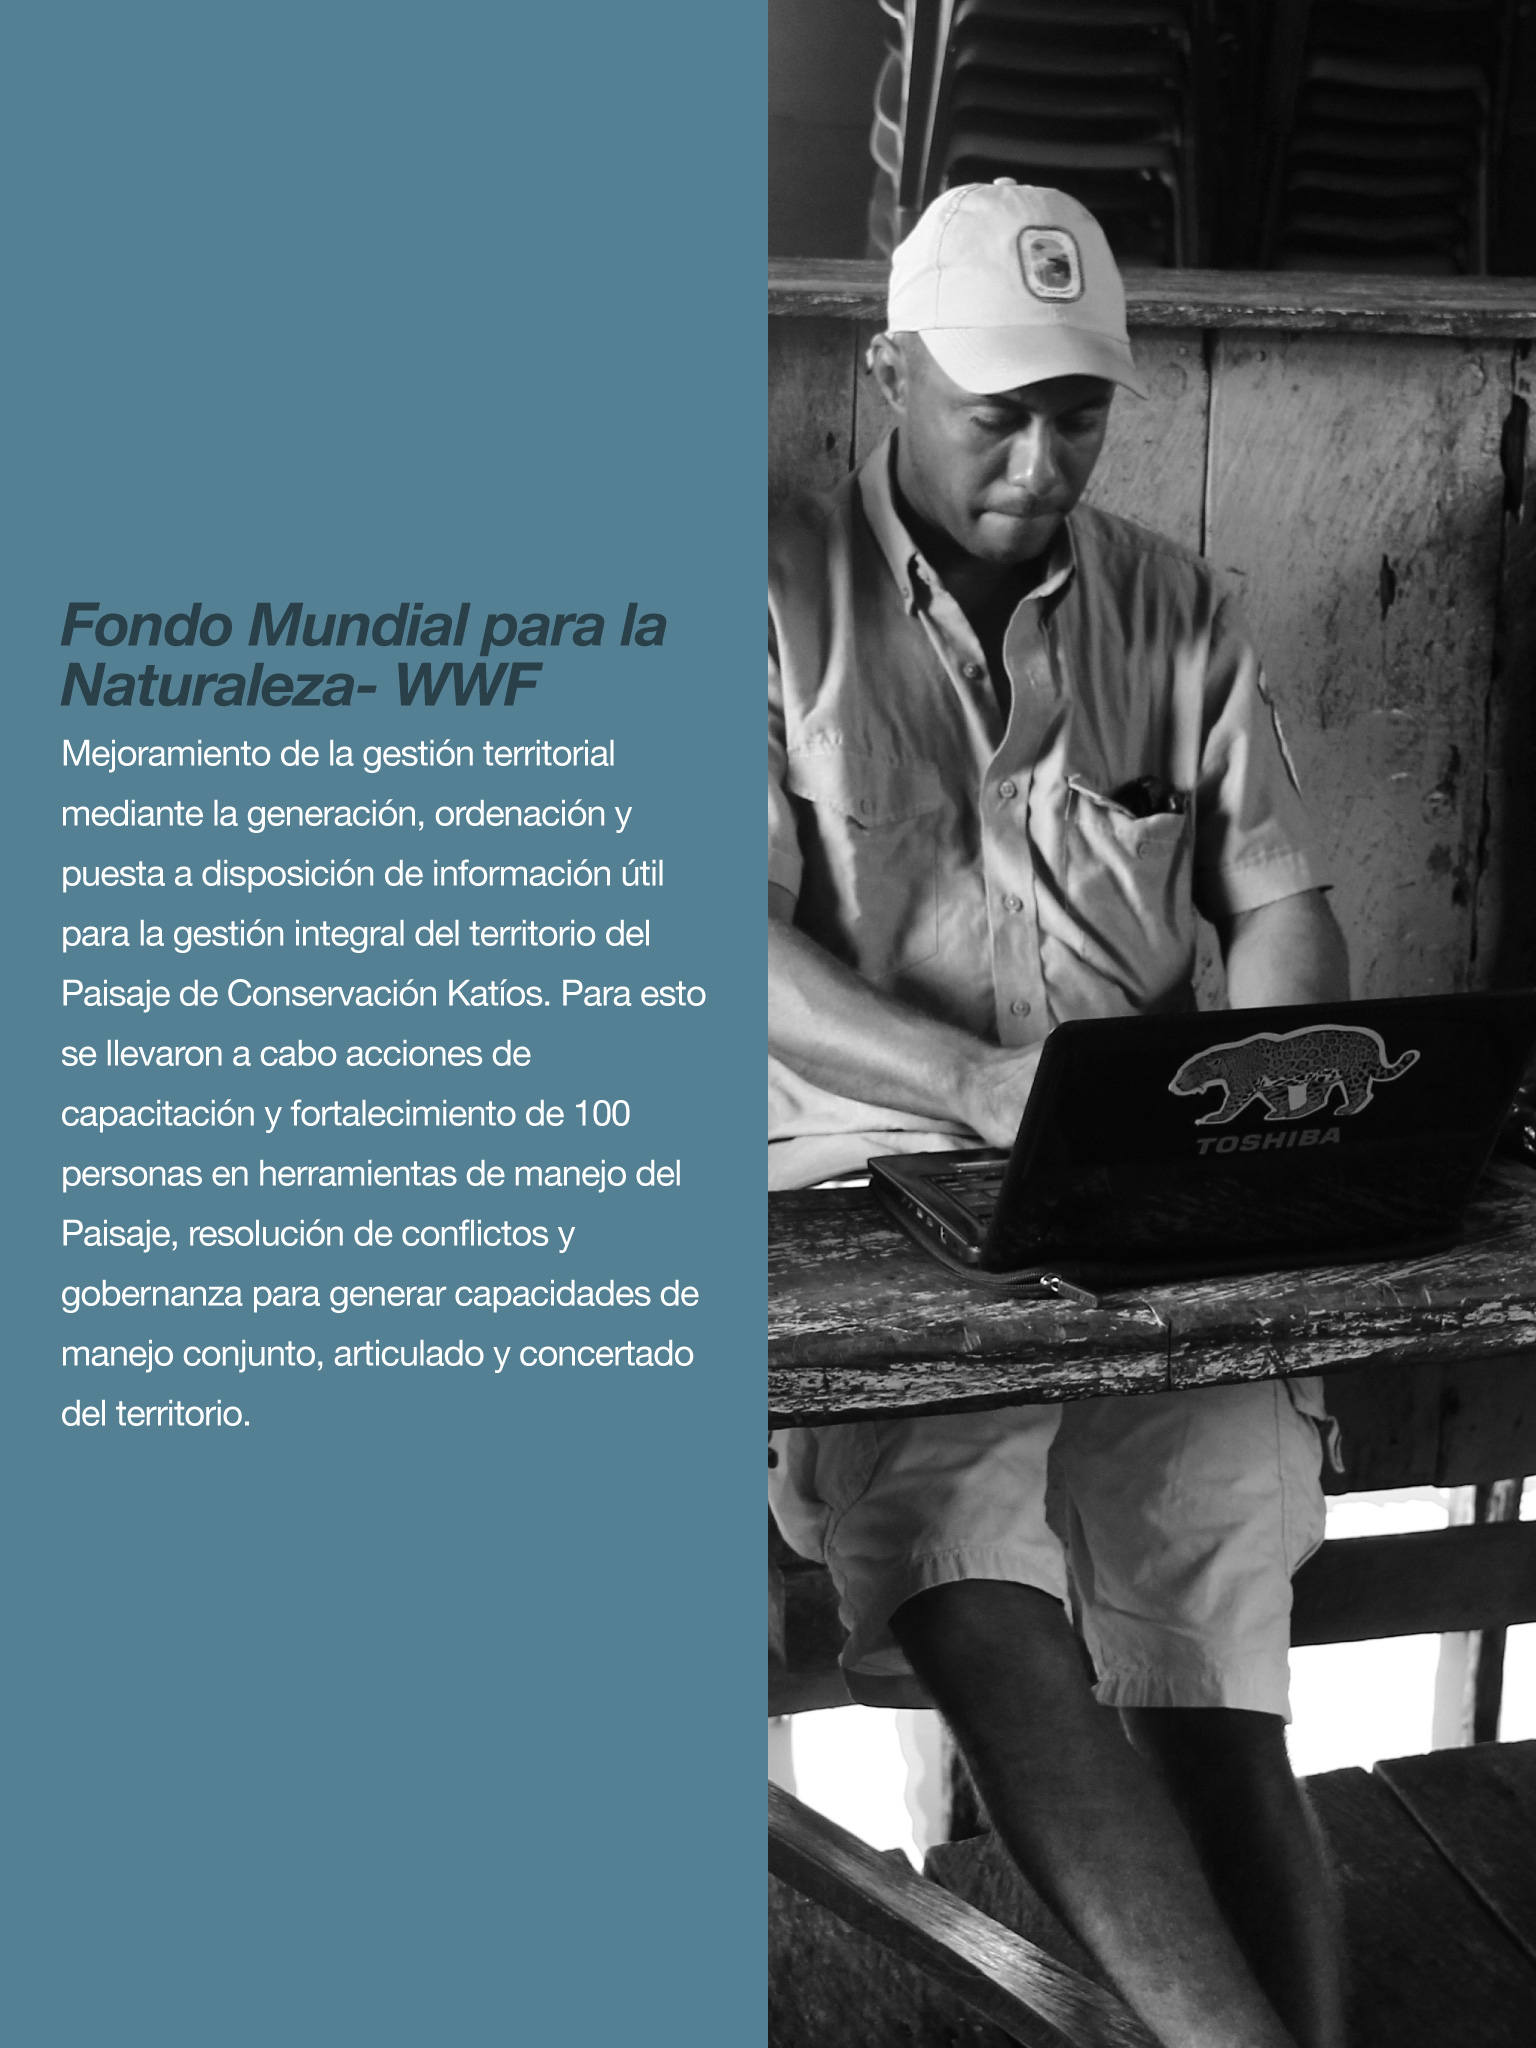 Fondo Mundial para la
Naturaleza- WWF
Mejoramiento de la gestión territorial
mediante la generación, ordenación y
puesta a disposición de información útil
para la gestión integral del territorio del
Paisaje de Conservación Katíos. Para esto
se llevaron a cabo acciones de
capacitación y fortalecimiento de 100
personas en herramientas de manejo del
Paisaje, resolución de conflictos y
gobernanza para generar capacidades de
manejo conjunto, articulado y concertado
del territorio.
TOSHIBA